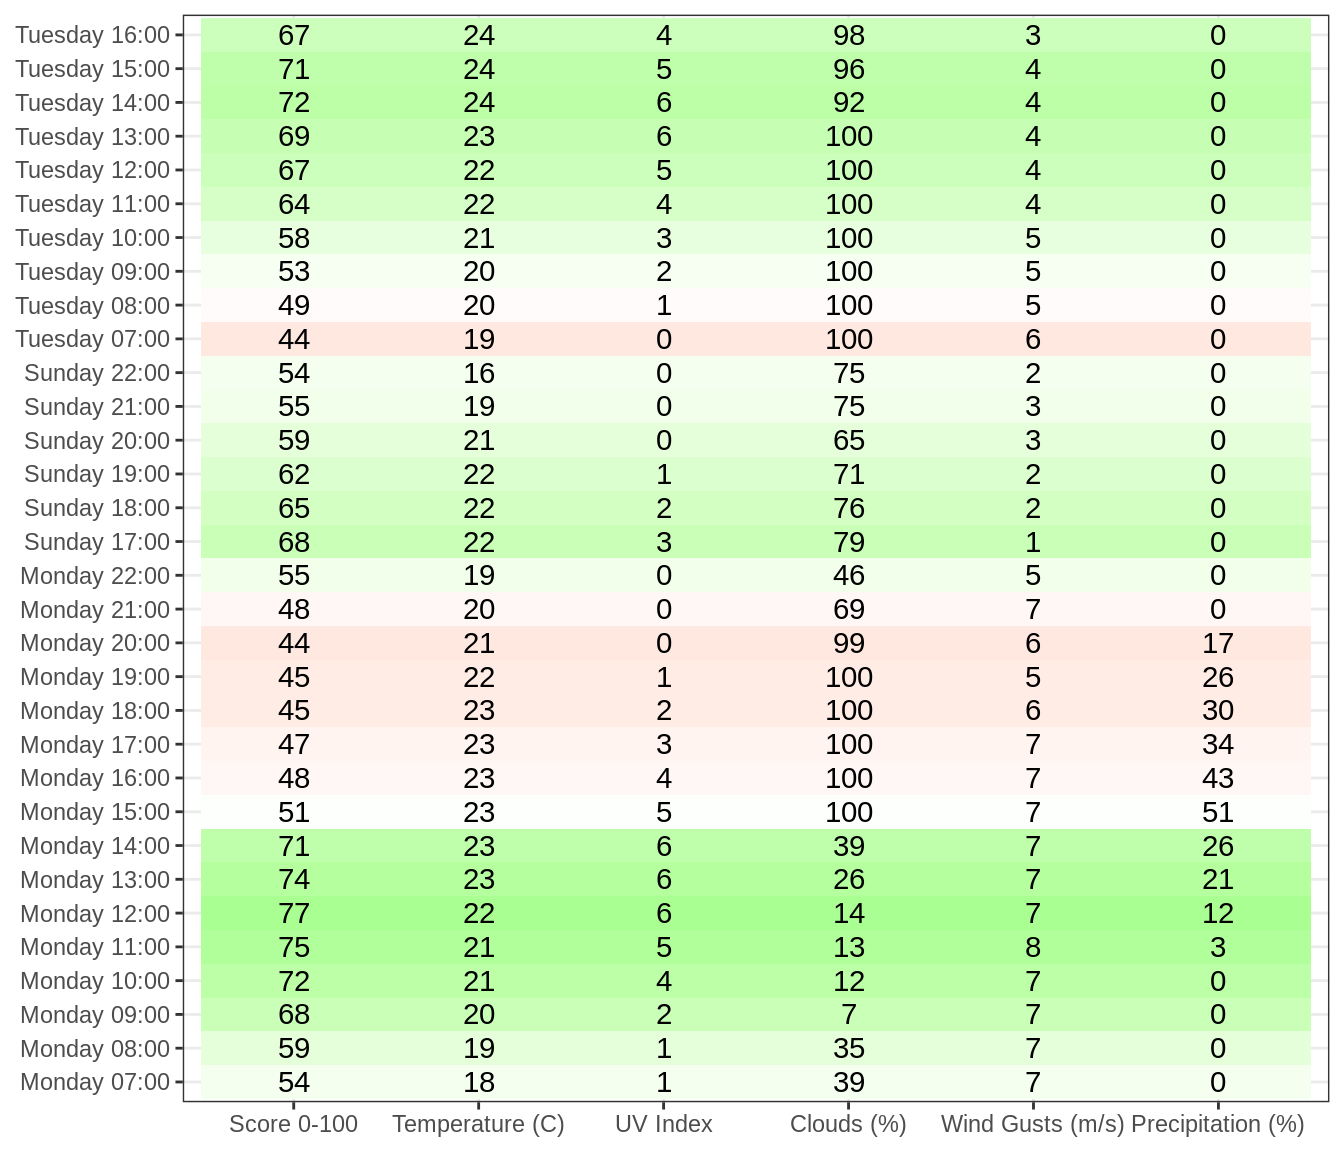 Tuesday 16:00 67 24 4 98 3 0
Tuesday 15:00 71 24 5 96 4 0
Tuesday 14:00 72 24 6 92 4 0
Tuesday 13:00 69 23 6 100 4 0
Tuesday 12:00 67 22 5 100 4 0
Tuesday 11:00 64 22 4 100 4 0
Tuesday 10:00 58 21 3 100 5 0
Tuesday 09:00 53 20 2 100 5 0
Tuesday 08:00 49 20 1 100 5 0
Tuesday 07:00 44 19 0 100 6 0
Sunday 22:00 54 16 0 75 2 0
Sunday 21:00 55 19 0 75 3 0
Sunday 20:00 59 21 0 65 3 0
Sunday 19:00 62 22 1 71 2 0
Sunday 18:00 65 22 2 76 2 0
Sunday 17:00 68 22 3 79 1 0
Monday 22:00 55 19 0 46 5 0
Monday 21:00 48 20 0 69 7 0
Monday 20:00 44 21 0 99 6 17
Monday 19:00 45 22 1 100 5 26
Monday 18:00 45 23 2 100 6 30
Monday 17:00 47 23 3 100 7 34
Monday 16:00 48 23 4 100 7 43
Monday 15:00 51 23 5 100 7 51
Monday 14:00 71 23 6 39 7 26
Monday 13:00 74 23 6 26 7 21
Monday 12:00 77 22 6 14 7 12
Monday 11:00 75 21 5 13 8 3
Monday 10:00 72 21 4 12 7 0
Monday 09:00 68 20 2 7 7 0
Monday 08:00 59 19 1 35 7 0
Monday 07:00 54 18 1 39 7 0
Score 0-100 Temperature (C) UV Index Clouds (%) Wind Gusts (m/s) Precipitation (%)